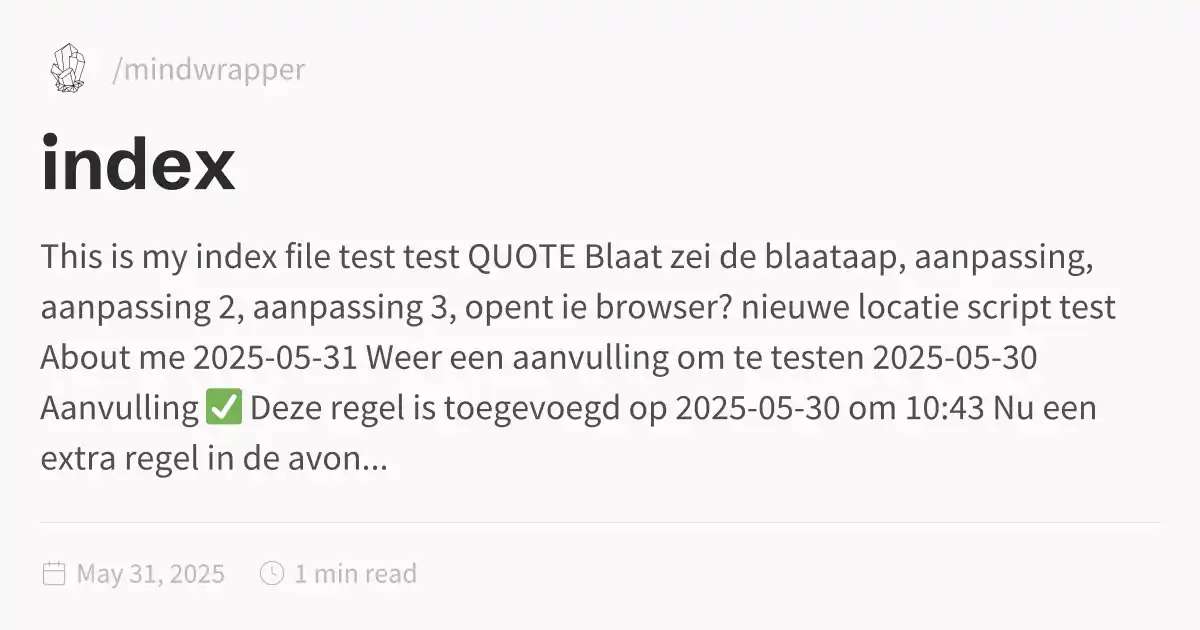 /mindwrapper
index
This is my index file test test QUOTE Blaat zei de blaataap, aanpassing,
aanpassing 2, aanpassing 3, opent ie browser? nieuwe locatie script test
About me 2025-05-31 Weer een aanvulling om te testen 2025-05-30
Aanvulling ✅ Deze regel is toegevoegd op 2025-05-30 om 10:43 Nu een
extra regel in de avon...
May 31, 2025 1 min read